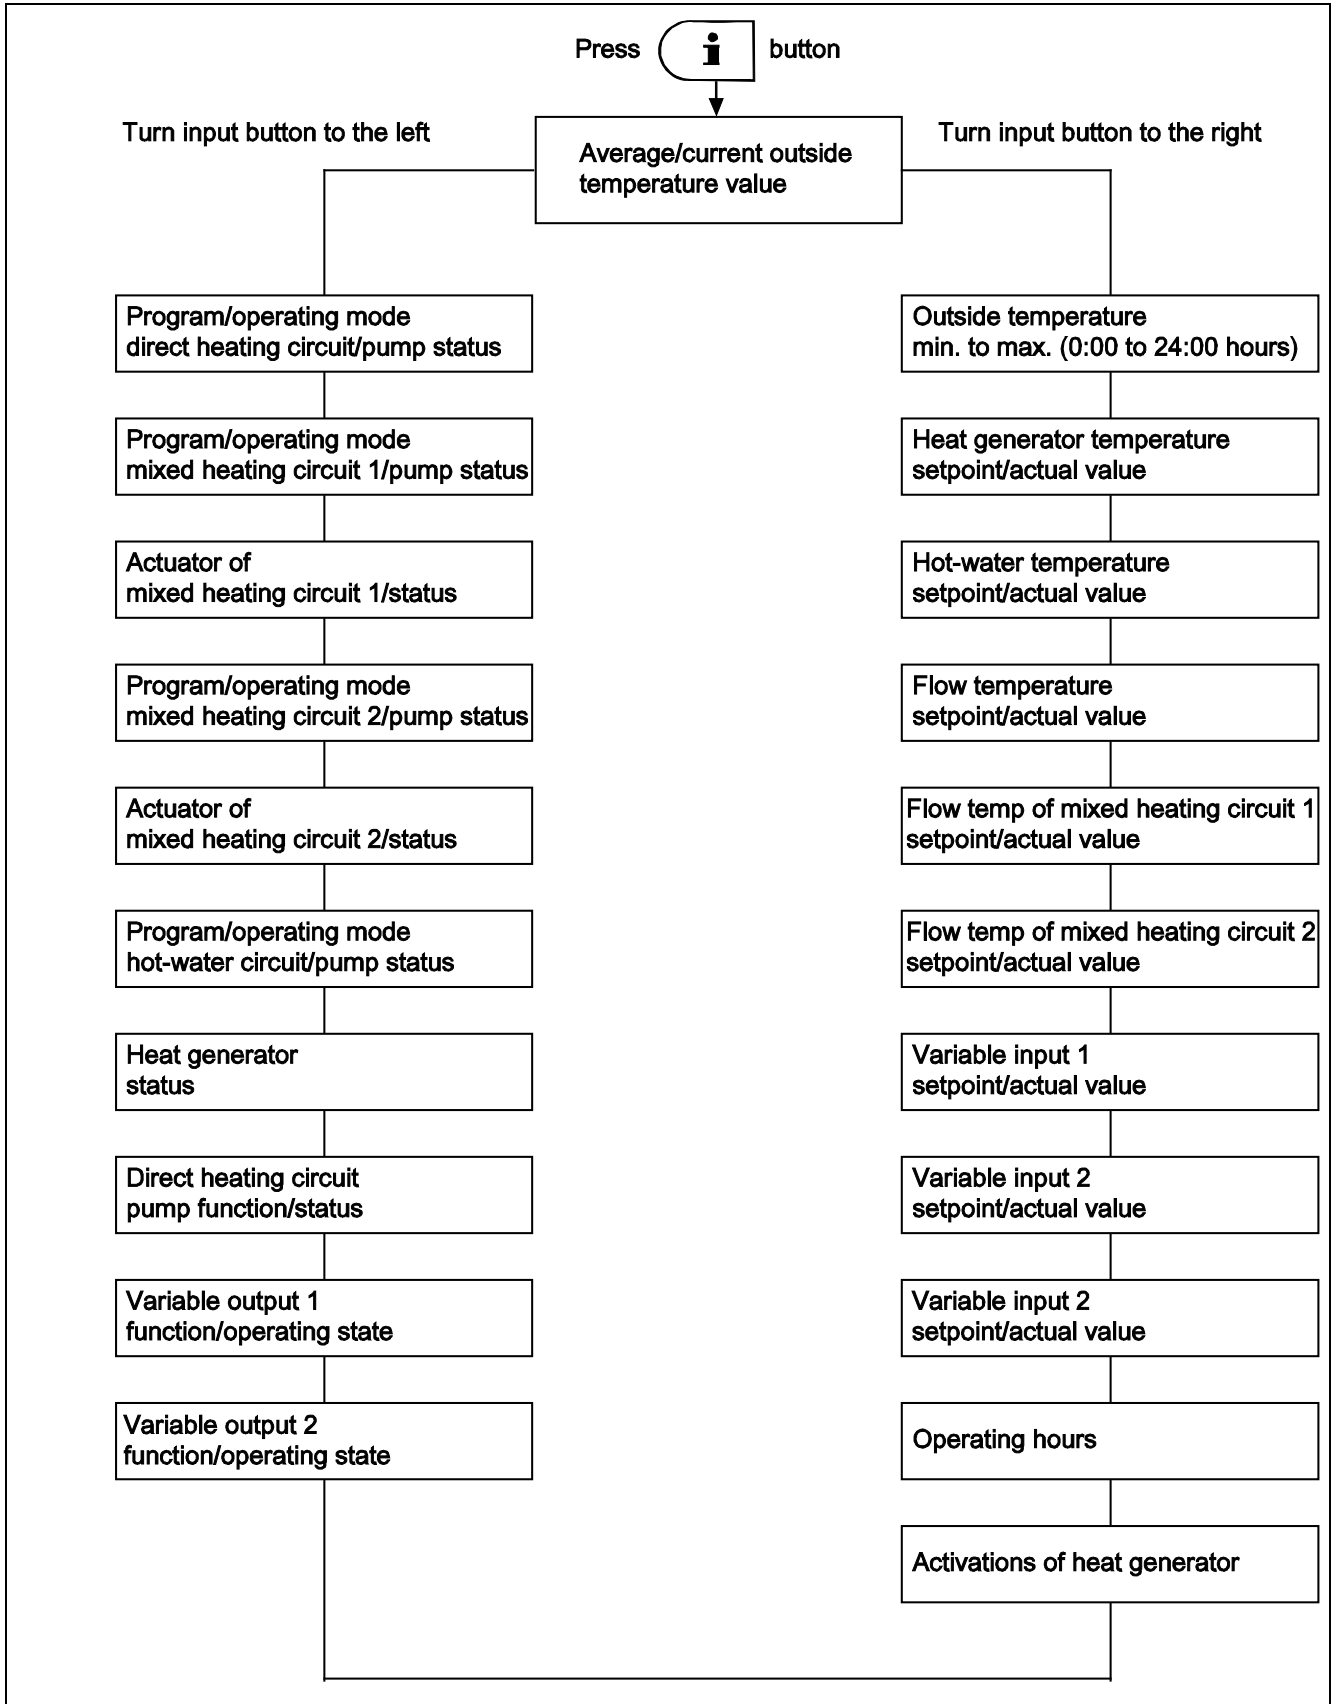 Press i button
Turn input button to the left
Average/current outside
temperature value
Turn input button to the right
Program/operating mode
direct heating circuit/pump status
Program/operating mode
mixed heating circuit 1/pump status
Actuator of
mixed heating circuit 1/status
Program/operating mode
mixed heating circuit 2/pump status
Actuator of
mixed heating circuit 2/status
Program/operating mode
hot-water circuit/pump status
Heat generator
status
Direct heating circuit
pump function/status
Variable output 1
function/operating state
Variable output 2
function/operating state
Outside temperature
min. to max. (0:00 to 24:00 hours)
Heat generator temperature
setpoint/actual value
Hot-water temperature
setpoint/actual value
Flow temperature
setpoint/actual value
Flow temp of mixed heating circuit 1
setpoint/actual value
Flow temp of mixed heating circuit 2
setpoint/actual value
Variable input 1
setpoint/actual value
Variable input 2
setpoint/actual value
Variable input 2
setpoint/actual value
Operating hours
Activations of heat generator